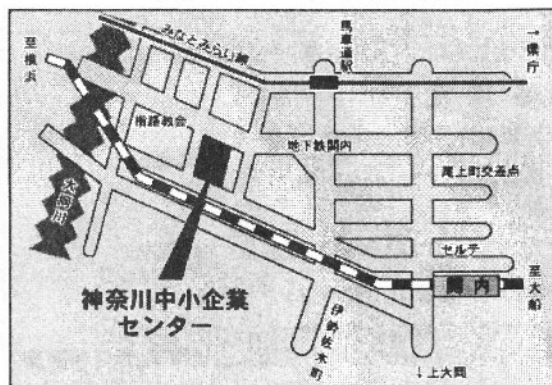 至横浜
みなとみらい線
馬車道駅
→県庁
指路教会
地下鉄関内
尾上町交差点
大岡川
セルテ
関内
至大船
神奈川中小企業
センター
伊勢佐木町
↓上大岡